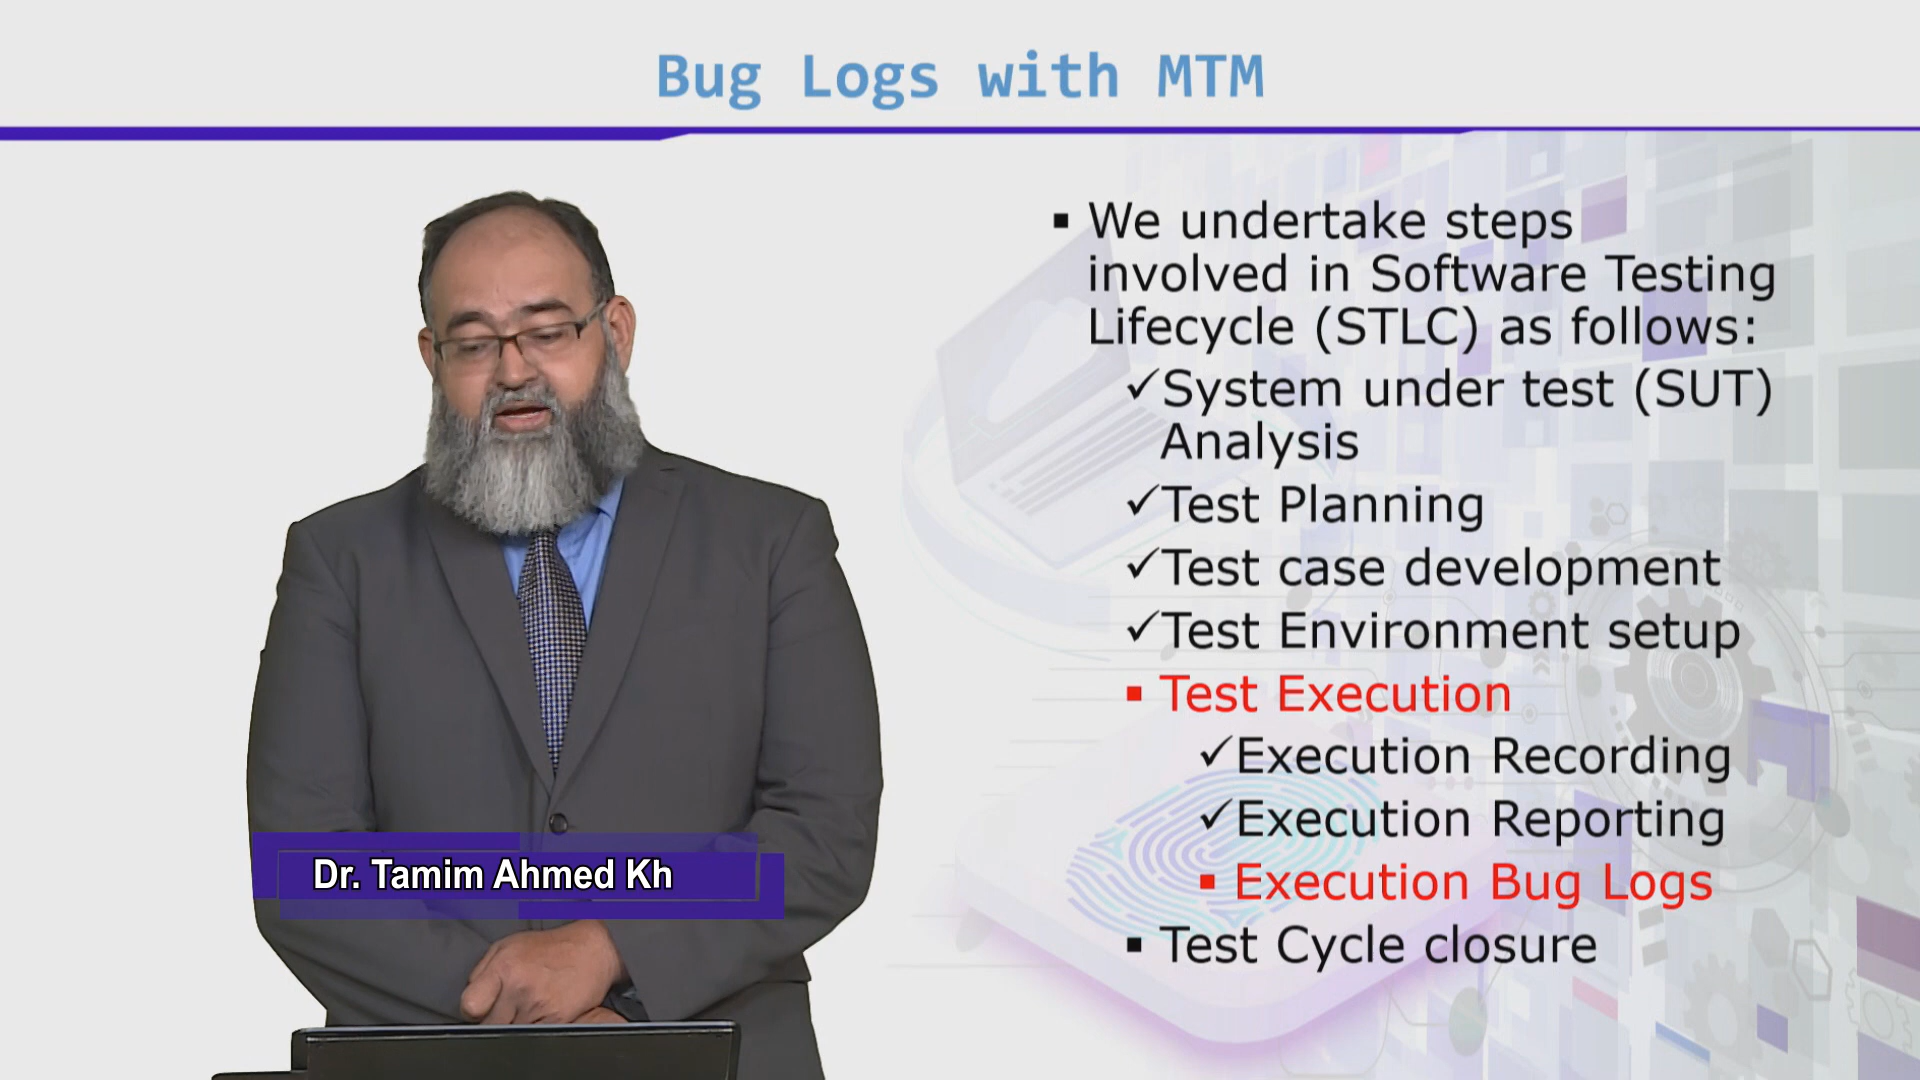 Bug Logs with MTM
▪ We undertake steps
involved in Software Testing
Lifecycle (STLC) as follows:
✓System under test (SUT)
Analysis
✓Test Planning
✓Test case development
✓Test Environment setup
▪ Test Execution
✓Execution Recording
✓Execution Reporting
▪ Execution Bug Logs
▪ Test Cycle closure
Dr. Tamim Ahmed Kh